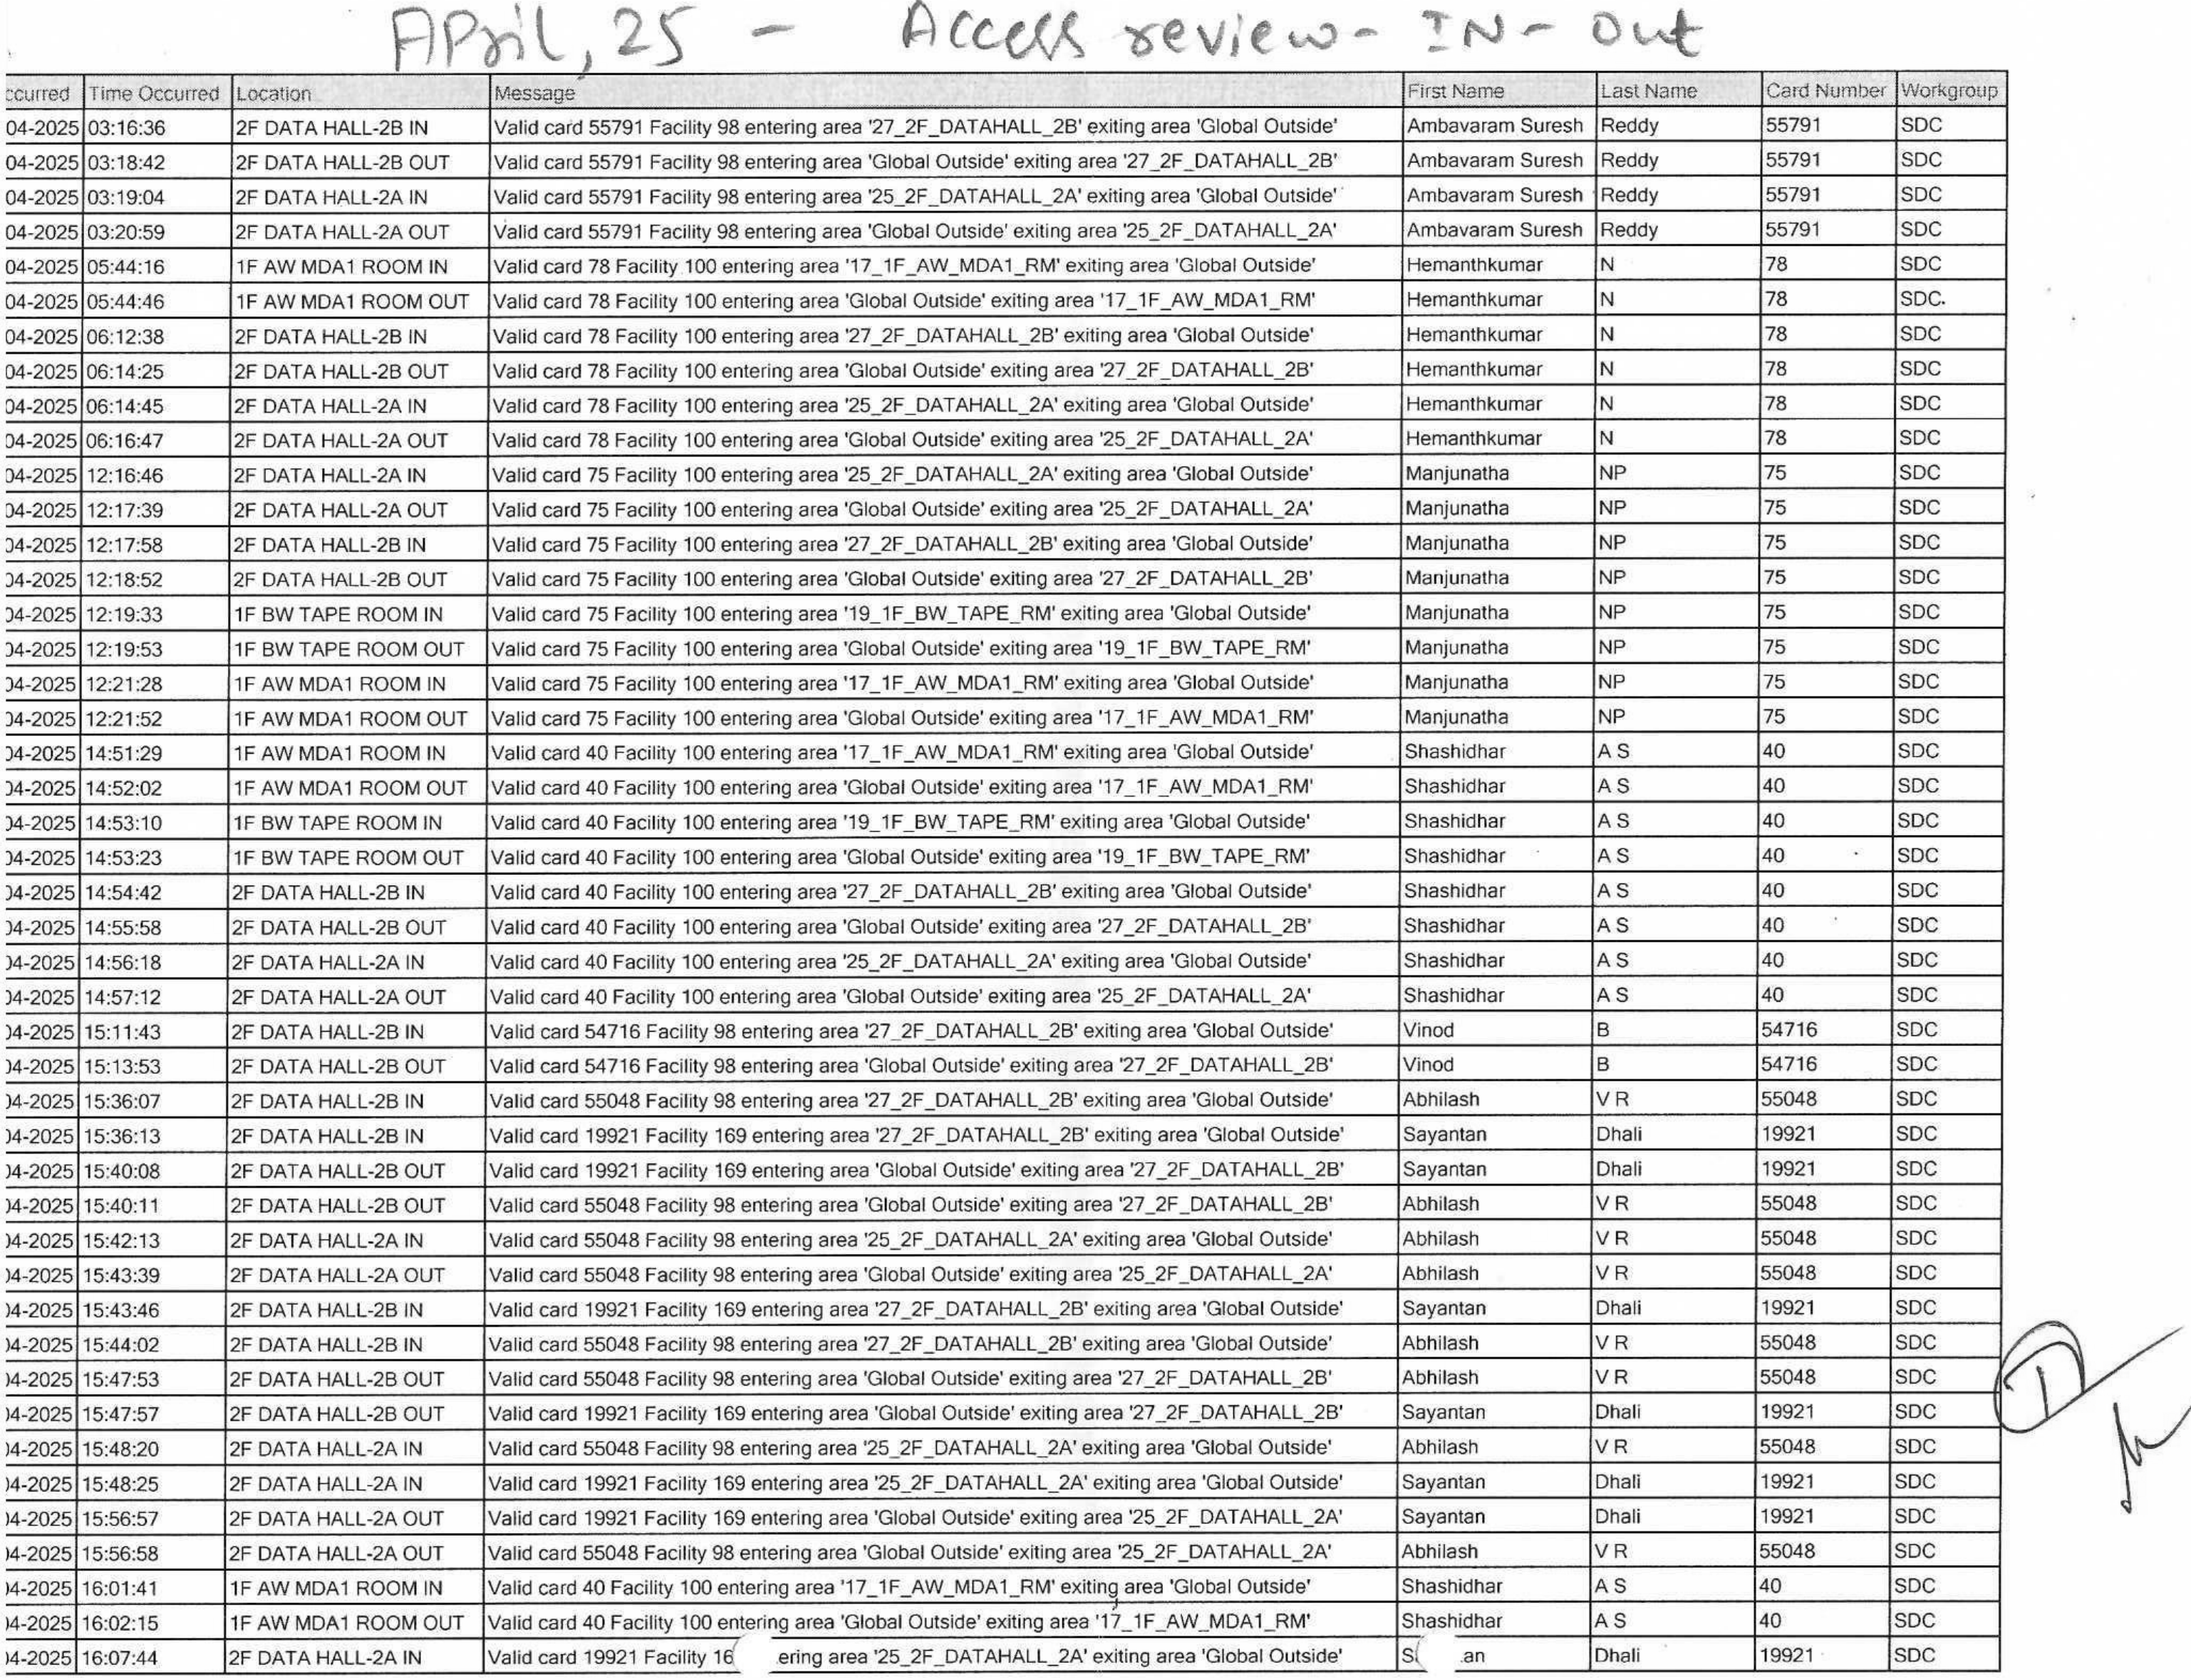 APril, 25 - Access review - IN - Out
ccurred Time Occurred Location Message First Name Last Name Card Number Workgroup
04-2025 03:16:36 2F DATA HALL-2B IN Valid card 55791 Facility 98 entering area '27_2F_DATAHALL_2B' exiting area 'Global Outside' Ambavaram Suresh Reddy 55791 SDC
04-2025 03:18:42 2F DATA HALL-2B OUT Valid card 55791 Facility 98 entering area 'Global Outside' exiting area '27_2F_DATAHALL_2B' Ambavaram Suresh Reddy 55791 SDC
04-2025 03:19:04 2F DATA HALL-2A IN Valid card 55791 Facility 98 entering area '25_2F_DATAHALL_2A' exiting area 'Global Outside' Ambavaram Suresh Reddy 55791 SDC
04-2025 03:20:59 2F DATA HALL-2A OUT Valid card 55791 Facility 98 entering area 'Global Outside' exiting area '25_2F_DATAHALL_2A' Ambavaram Suresh Reddy 55791 SDC
04-2025 05:44:16 1F AW MDA1 ROOM IN Valid card 78 Facility 100 entering area '17_1F_AW_MDA1_RM' exiting area 'Global Outside' Hemanthkumar N 78 SDC
04-2025 05:44:46 1F AW MDA1 ROOM OUT Valid card 78 Facility 100 entering area 'Global Outside' exiting area '17_1F_AW_MDA1_RM' Hemanthkumar N 78 SDC
04-2025 06:12:38 2F DATA HALL-2B IN Valid card 78 Facility 100 entering area '27_2F_DATAHALL_2B' exiting area 'Global Outside' Hemanthkumar N 78 SDC
04-2025 06:14:25 2F DATA HALL-2B OUT Valid card 78 Facility 100 entering area 'Global Outside' exiting area '27_2F_DATAHALL_2B' Hemanthkumar N 78 SDC
04-2025 06:14:45 2F DATA HALL-2A IN Valid card 78 Facility 100 entering area '25_2F_DATAHALL_2A' exiting area 'Global Outside' Hemanthkumar N 78 SDC
04-2025 06:16:47 2F DATA HALL-2A OUT Valid card 78 Facility 100 entering area 'Global Outside' exiting area '25_2F_DATAHALL_2A' Hemanthkumar N 78 SDC
04-2025 12:16:46 2F DATA HALL-2A IN Valid card 75 Facility 100 entering area '25_2F_DATAHALL_2A' exiting area 'Global Outside' Manjunatha NP 75 SDC
04-2025 12:17:39 2F DATA HALL-2A OUT Valid card 75 Facility 100 entering area 'Global Outside' exiting area '25_2F_DATAHALL_2A' Manjunatha NP 75 SDC
04-2025 12:17:58 2F DATA HALL-2B IN Valid card 75 Facility 100 entering area '27_2F_DATAHALL_2B' exiting area 'Global Outside' Manjunatha NP 75 SDC
04-2025 12:18:52 2F DATA HALL-2B OUT Valid card 75 Facility 100 entering area 'Global Outside' exiting area '27_2F_DATAHALL_2B' Manjunatha NP 75 SDC
04-2025 12:19:33 1F BW TAPE ROOM IN Valid card 75 Facility 100 entering area '19_1F_BW_TAPE_RM' exiting area 'Global Outside' Manjunatha NP 75 SDC
04-2025 12:19:53 1F BW TAPE ROOM OUT Valid card 75 Facility 100 entering area 'Global Outside' exiting area '19_1F_BW_TAPE_RM' Manjunatha NP 75 SDC
04-2025 12:21:28 1F AW MDA1 ROOM IN Valid card 75 Facility 100 entering area '17_1F_AW_MDA1_RM' exiting area 'Global Outside' Manjunatha NP 75 SDC
04-2025 12:21:52 1F AW MDA1 ROOM OUT Valid card 75 Facility 100 entering area 'Global Outside' exiting area '17_1F_AW_MDA1_RM' Manjunatha NP 75 SDC
04-2025 14:51:29 1F AW MDA1 ROOM IN Valid card 40 Facility 100 entering area '17_1F_AW_MDA1_RM' exiting area 'Global Outside' Shashidhar A S 40 SDC
04-2025 14:52:02 1F AW MDA1 ROOM OUT Valid card 40 Facility 100 entering area 'Global Outside' exiting area '17_1F_AW_MDA1_RM' Shashidhar A S 40 SDC
04-2025 14:53:10 1F BW TAPE ROOM IN Valid card 40 Facility 100 entering area '19_1F_BW_TAPE_RM' exiting area 'Global Outside' Shashidhar A S 40 SDC
04-2025 14:53:23 1F BW TAPE ROOM OUT Valid card 40 Facility 100 entering area 'Global Outside' exiting area '19_1F_BW_TAPE_RM' Shashidhar A S 40 SDC
04-2025 14:54:42 2F DATA HALL-2B IN Valid card 40 Facility 100 entering area '27_2F_DATAHALL_2B' exiting area 'Global Outside' Shashidhar A S 40 SDC
04-2025 14:55:58 2F DATA HALL-2B OUT Valid card 40 Facility 100 entering area 'Global Outside' exiting area '27_2F_DATAHALL_2B' Shashidhar A S 40 SDC
04-2025 14:56:18 2F DATA HALL-2A IN Valid card 40 Facility 100 entering area '25_2F_DATAHALL_2A' exiting area 'Global Outside' Shashidhar A S 40 SDC
04-2025 14:57:12 2F DATA HALL-2A OUT Valid card 40 Facility 100 entering area 'Global Outside' exiting area '25_2F_DATAHALL_2A' Shashidhar A S 40 SDC
04-2025 15:11:43 2F DATA HALL-2B IN Valid card 54716 Facility 98 entering area '27_2F_DATAHALL_2B' exiting area 'Global Outside' Vinod B 54716 SDC
04-2025 15:13:53 2F DATA HALL-2B OUT Valid card 54716 Facility 98 entering area 'Global Outside' exiting area '27_2F_DATAHALL_2B' Vinod B 54716 SDC
04-2025 15:36:07 2F DATA HALL-2B IN Valid card 55048 Facility 98 entering area '27_2F_DATAHALL_2B' exiting area 'Global Outside' Abhilash V R 55048 SDC
04-2025 15:36:13 2F DATA HALL-2B IN Valid card 19921 Facility 169 entering area '27_2F_DATAHALL_2B' exiting area 'Global Outside' Sayantan Dhali 19921 SDC
04-2025 15:40:08 2F DATA HALL-2B OUT Valid card 19921 Facility 169 entering area 'Global Outside' exiting area '27_2F_DATAHALL_2B' Sayantan Dhali 19921 SDC
04-2025 15:40:11 2F DATA HALL-2B OUT Valid card 55048 Facility 98 entering area 'Global Outside' exiting area '27_2F_DATAHALL_2B' Abhilash V R 55048 SDC
04-2025 15:42:13 2F DATA HALL-2A IN Valid card 55048 Facility 98 entering area '25_2F_DATAHALL_2A' exiting area 'Global Outside' Abhilash V R 55048 SDC
04-2025 15:43:39 2F DATA HALL-2A OUT Valid card 55048 Facility 98 entering area 'Global Outside' exiting area '25_2F_DATAHALL_2A' Abhilash V R 55048 SDC
04-2025 15:43:46 2F DATA HALL-2B IN Valid card 19921 Facility 169 entering area '27_2F_DATAHALL_2B' exiting area 'Global Outside' Sayantan Dhali 19921 SDC
04-2025 15:44:02 2F DATA HALL-2B IN Valid card 55048 Facility 98 entering area '27_2F_DATAHALL_2B' exiting area 'Global Outside' Abhilash V R 55048 SDC
04-2025 15:47:53 2F DATA HALL-2B OUT Valid card 55048 Facility 98 entering area 'Global Outside' exiting area '27_2F_DATAHALL_2B' Abhilash V R 55048 SDC
04-2025 15:47:57 2F DATA HALL-2B OUT Valid card 19921 Facility 169 entering area 'Global Outside' exiting area '27_2F_DATAHALL_2B' Sayantan Dhali 19921 SDC
04-2025 15:48:20 2F DATA HALL-2A IN Valid card 55048 Facility 98 entering area '25_2F_DATAHALL_2A' exiting area 'Global Outside' Abhilash V R 55048 SDC
04-2025 15:48:25 2F DATA HALL-2A IN Valid card 19921 Facility 169 entering area '25_2F_DATAHALL_2A' exiting area 'Global Outside' Sayantan Dhali 19921 SDC
04-2025 15:56:57 2F DATA HALL-2A OUT Valid card 19921 Facility 169 entering area 'Global Outside' exiting area '25_2F_DATAHALL_2A' Sayantan Dhali 19921 SDC
04-2025 15:56:58 2F DATA HALL-2A OUT Valid card 55048 Facility 98 entering area 'Global Outside' exiting area '25_2F_DATAHALL_2A' Abhilash V R 55048 SDC
04-2025 16:01:41 1F AW MDA1 ROOM IN Valid card 40 Facility 100 entering area '17_1F_AW_MDA1_RM' exiting area 'Global Outside' Shashidhar A S 40 SDC
04-2025 16:02:15 1F AW MDA1 ROOM OUT Valid card 40 Facility 100 entering area 'Global Outside' exiting area '17_1F_AW_MDA1_RM' Shashidhar A S 40 SDC
04-2025 16:07:44 2F DATA HALL-2A IN Valid card 19921 Facility 16 ering area '25_2F_DATAHALL_2A' exiting area 'Global Outside' S an Dhali 19921 SDC